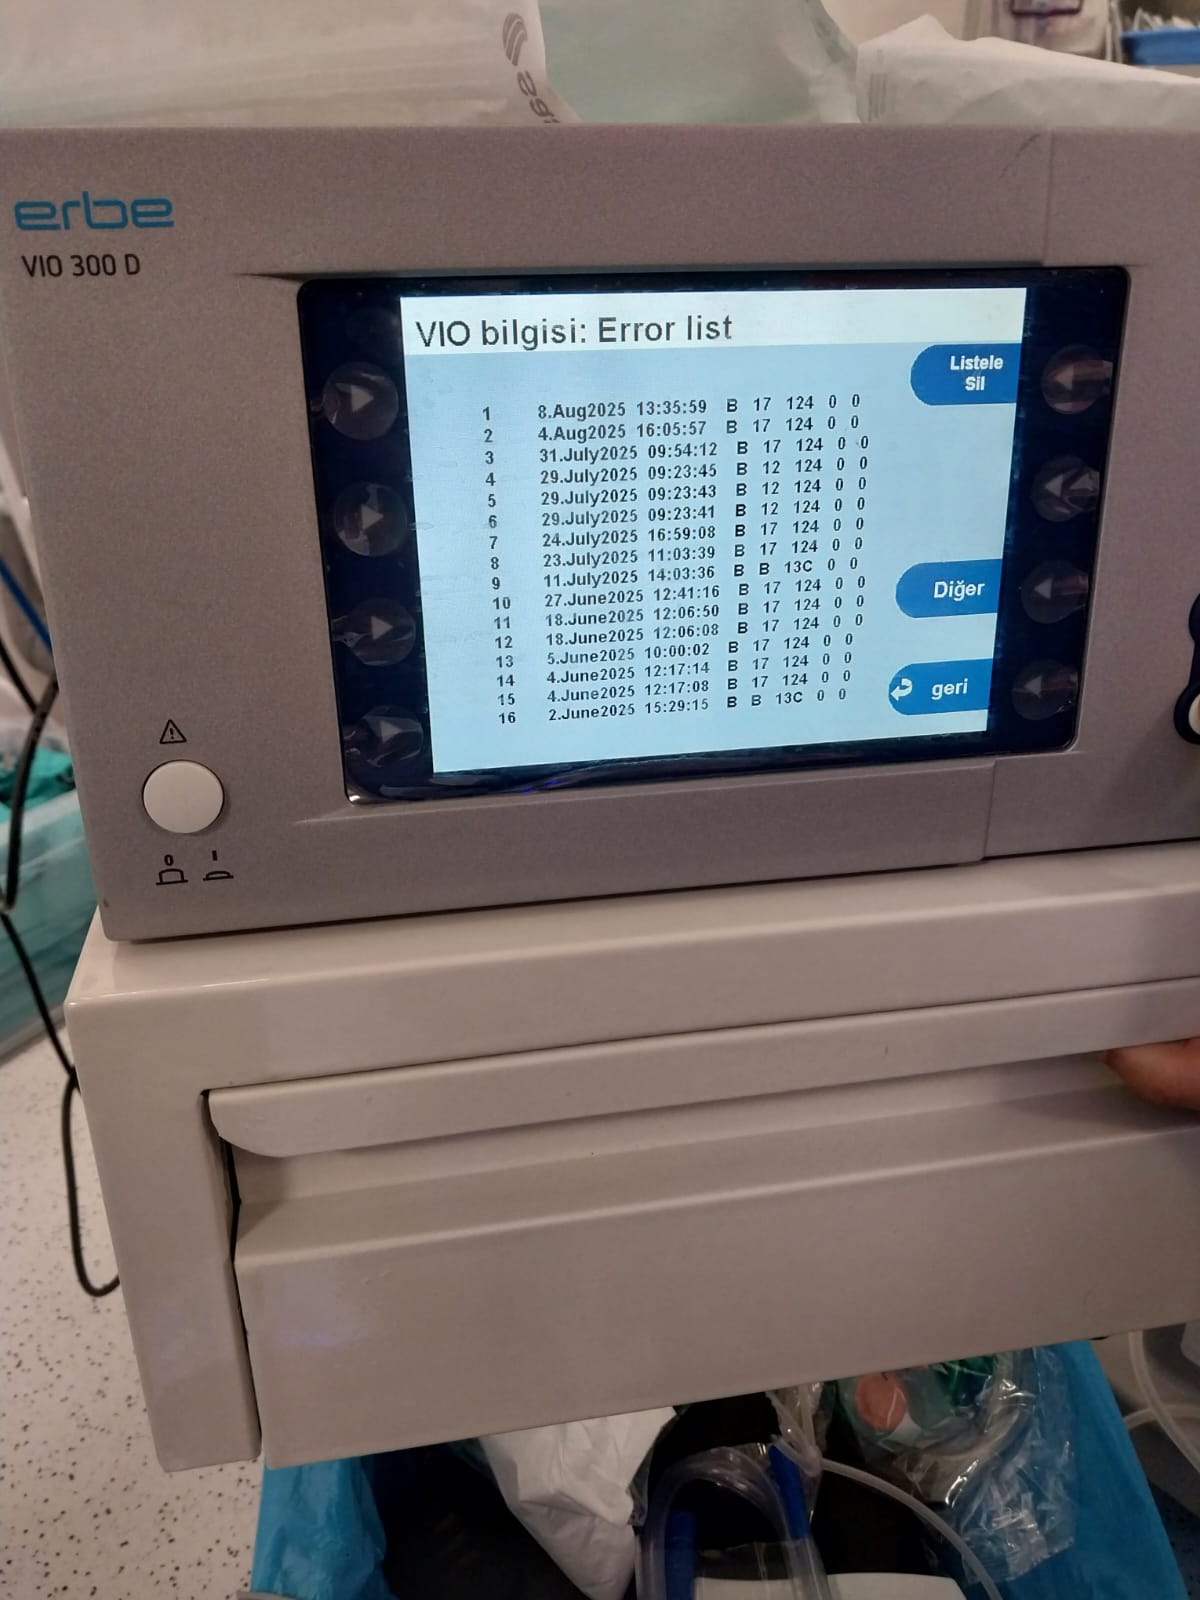 erbe
VIO 300 D
VIO bilgisi: Error list
Listele
Sil
1 8.Aug2025 13:35:59 B 17 124 0 0
2 4.Aug2025 16:05:57 B 17 124 0 0
3 31.July2025 09:54:12 B 17 124 0 0
4 29.July2025 09:23:45 B 12 124 0 0
5 29.July2025 09:23:43 B 12 124 0 0
6 29.July2025 09:23:41 B 12 124 0 0
7 24.July2025 16:59:08 B 17 124 0 0
8 23.July2025 11:03:39 B 17 124 0 0
9 11.July2025 14:03:36 B B 13C 0 0
10 27.June2025 12:41:16 B 17 124 0 0
11 18.June2025 12:06:50 B 17 124 0 0
12 18.June2025 12:06:08 B 17 124 0 0
13 5.June2025 10:00:02 B 17 124 0 0
14 4.June2025 12:17:14 B 17 124 0 0
15 4.June2025 12:17:08 B 17 124 0 0
16 2.June2025 15:29:15 B B 13C 0 0
Diğer
geri
0 I